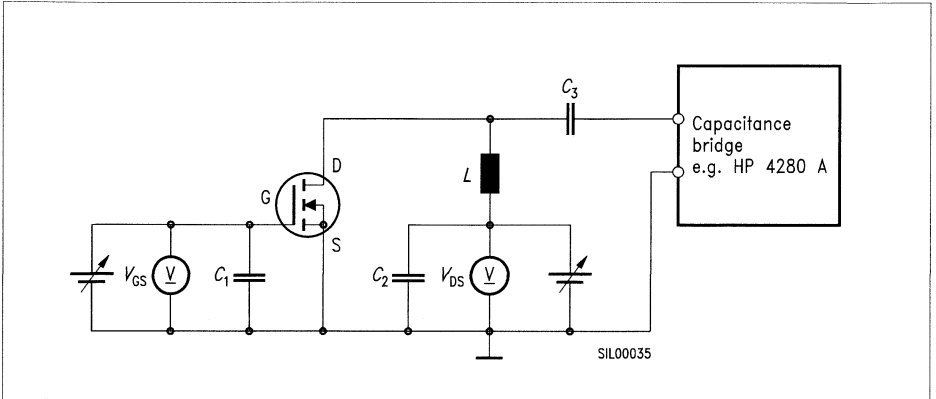 C3
Capacitance
bridge
e.g. HP 4280 A
D
L
G
S
VGS
V
C1
C2
VDS
V
SIL00035